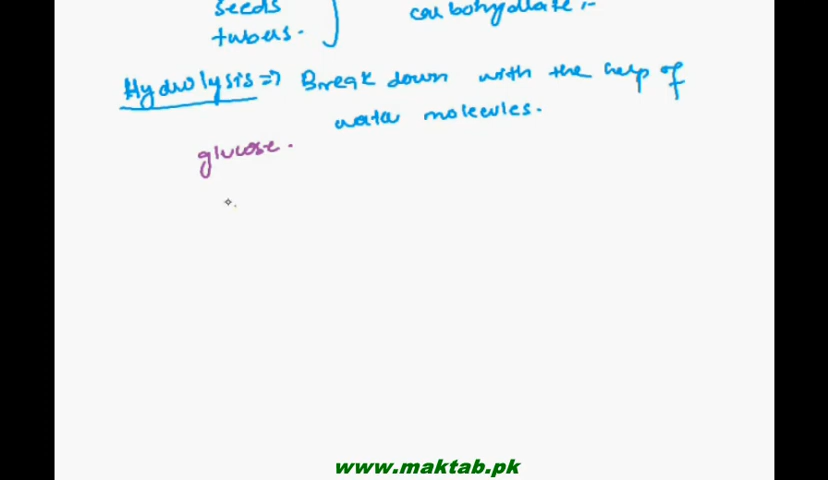 seeds
tubers.
carbohydrate :-
Hydrolysis => Break down with the help of
water molecules.
glucose.
www.maktab.pk